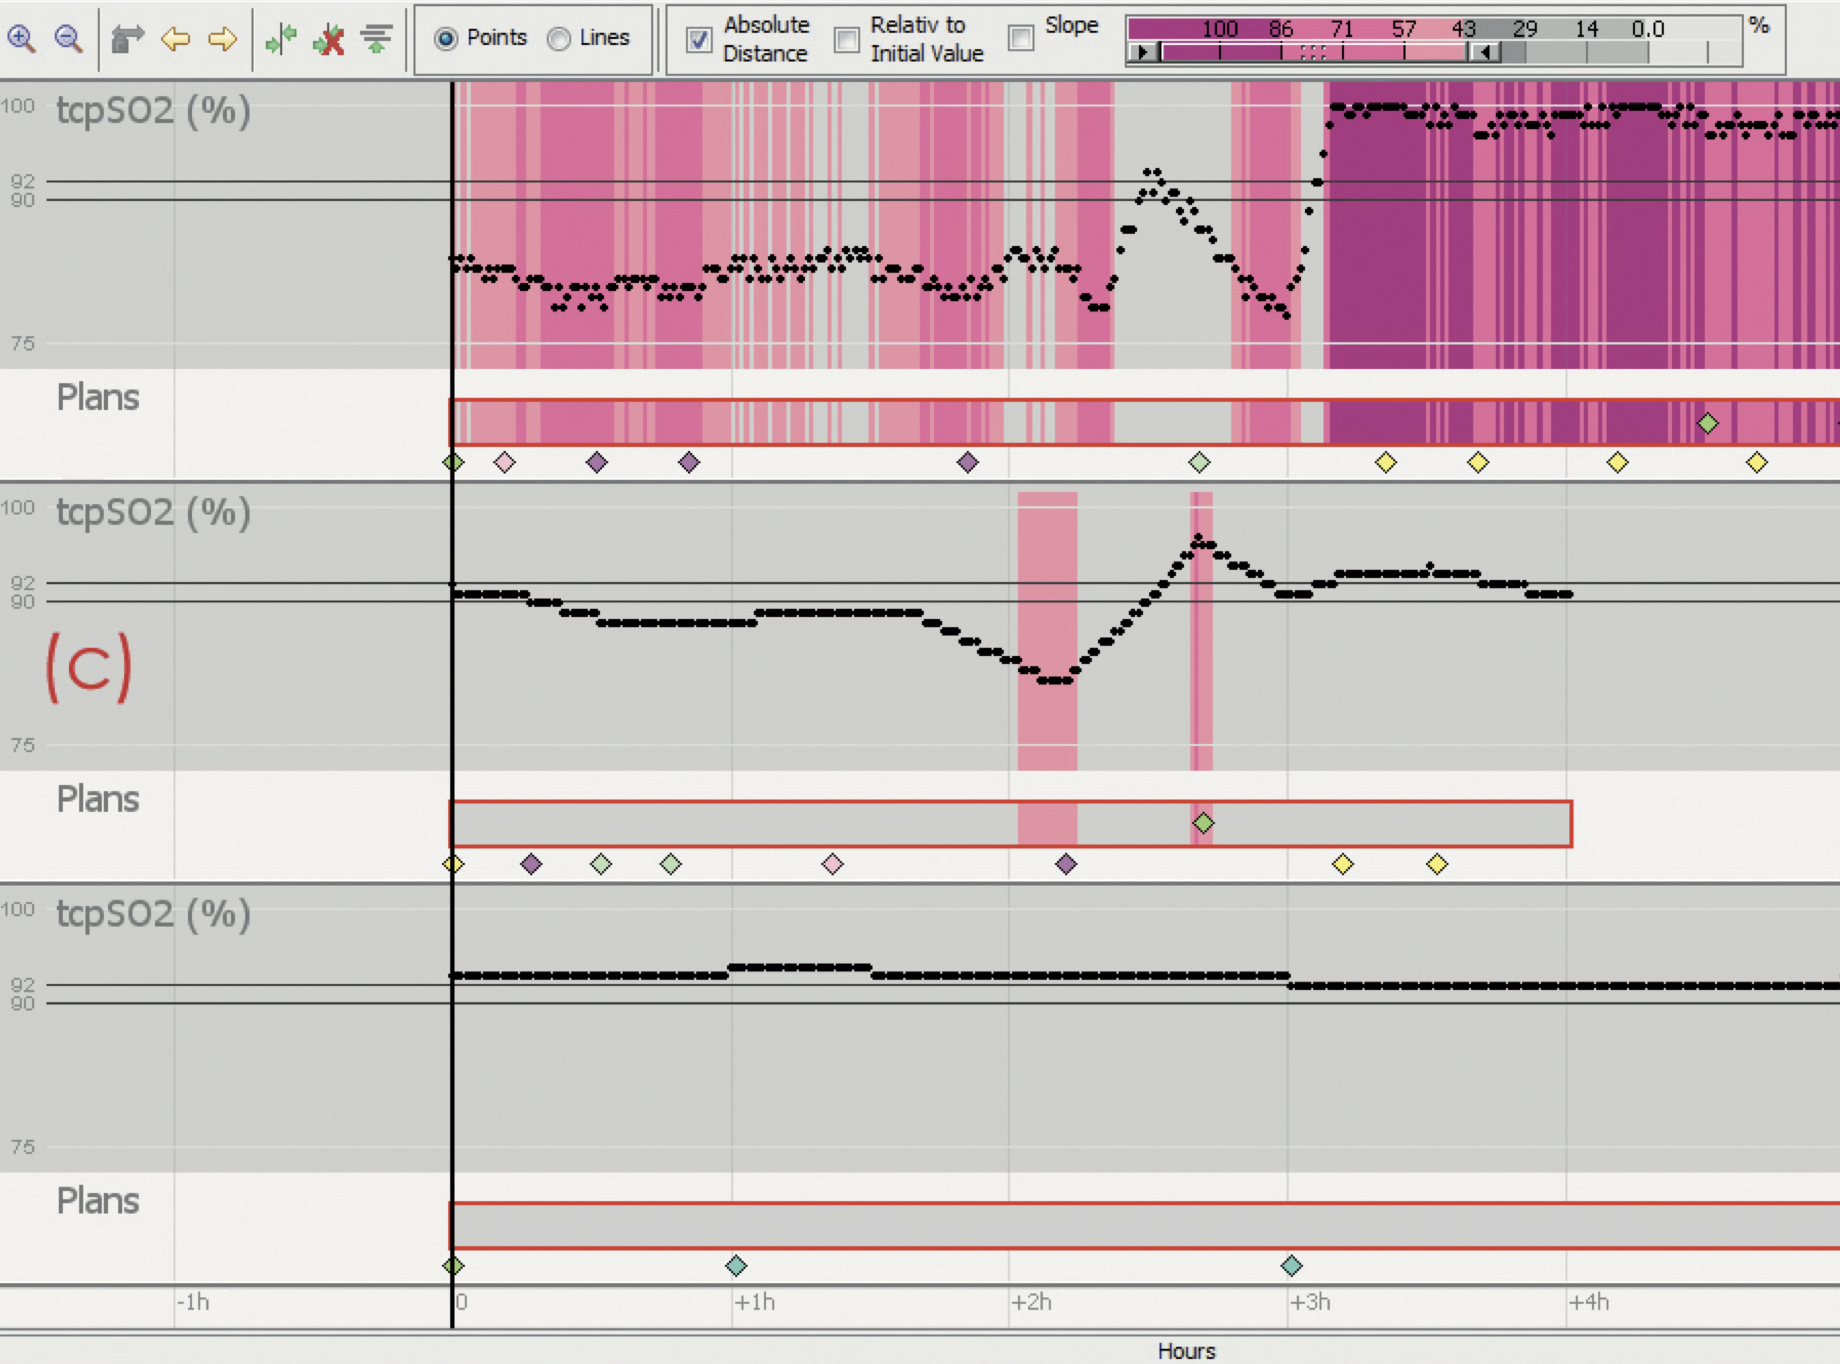 Points
Lines
Absolute
Distance
Relativ to
Initial Value
Slope
100 86 71 57 43 29 14 0.0
%
100
tcpSO2 (%)
92
90
75
Plans
100
tcpSO2 (%)
92
90
(c)
75
Plans
100
tcpSO2 (%)
92
90
75
Plans
-1h 0 +1h +2h +3h +4h
Hours